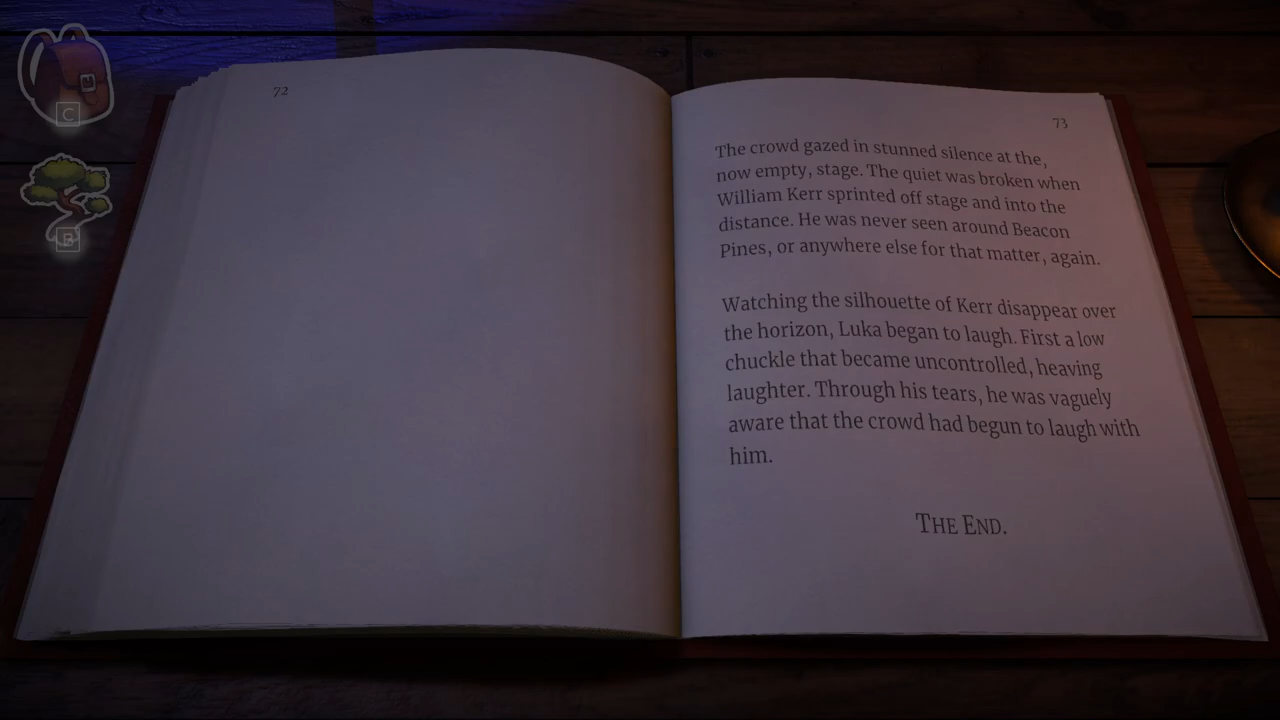 C
B
72
73
The crowd gazed in stunned silence at the,
now empty, stage. The quiet was broken when
William Kerr sprinted off stage and into the
distance. He was never seen around Beacon
Pines, or anywhere else for that matter, again.
Watching the silhouette of Kerr disappear over
the horizon, Luka began to laugh. First a low
chuckle that became uncontrolled, heaving
laughter. Through his tears, he was vaguely
aware that the crowd had begun to laugh with
him.
THE END.